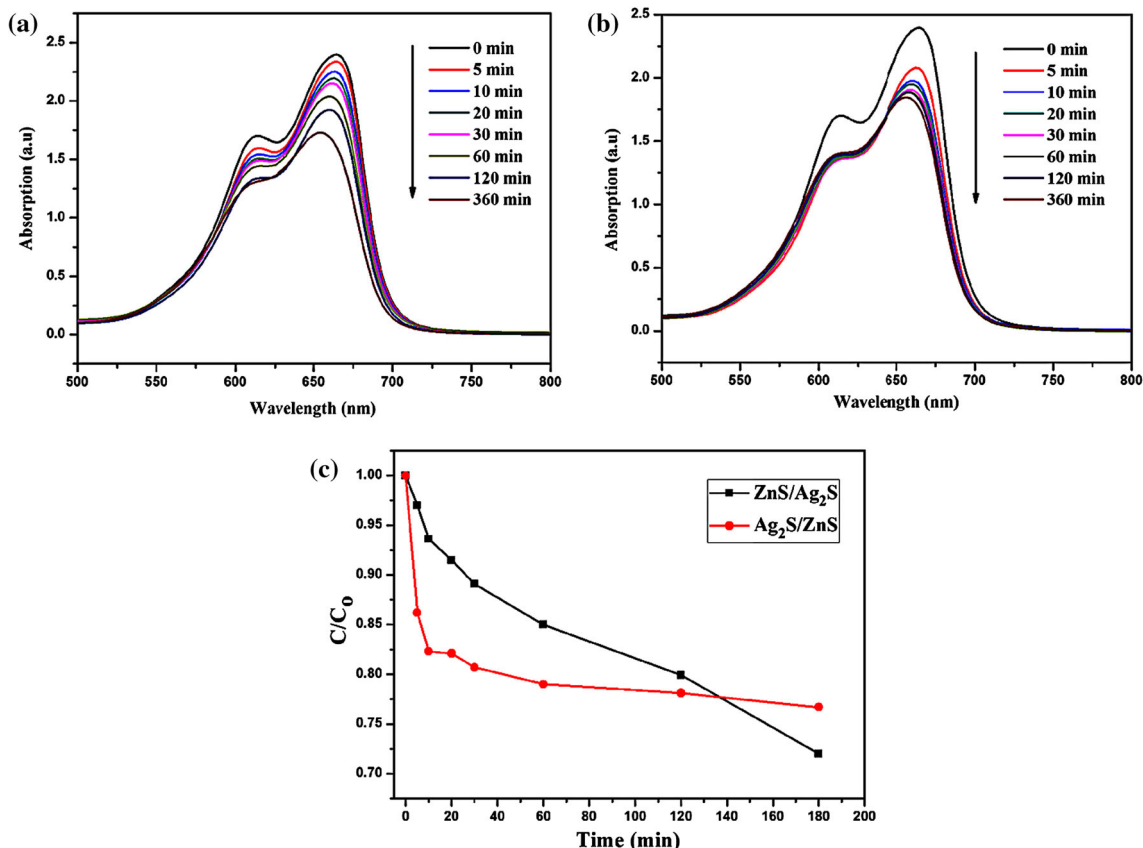 (a)
2.5
2.0
1.5
1.0
0.5
0.0
Absorption (a.u)
0 min
5 min
10 min
20 min
30 min
60 min
120 min
360 min
500 550 600 650 700 750 800
Wavelength (nm)
(b)
2.5
2.0
1.5
1.0
0.5
0.0
Absorption (a.u)
0 min
5 min
10 min
20 min
30 min
60 min
120 min
360 min
500 550 600 650 700 750 800
Wavelength (nm)
(c)
1.00
0.95
0.90
0.85
0.80
0.75
0.70
C/C₀
ZnS/Ag₂S
Ag₂S/ZnS
0 20 40 60 80 100 120 140 160 180 200
Time (min)